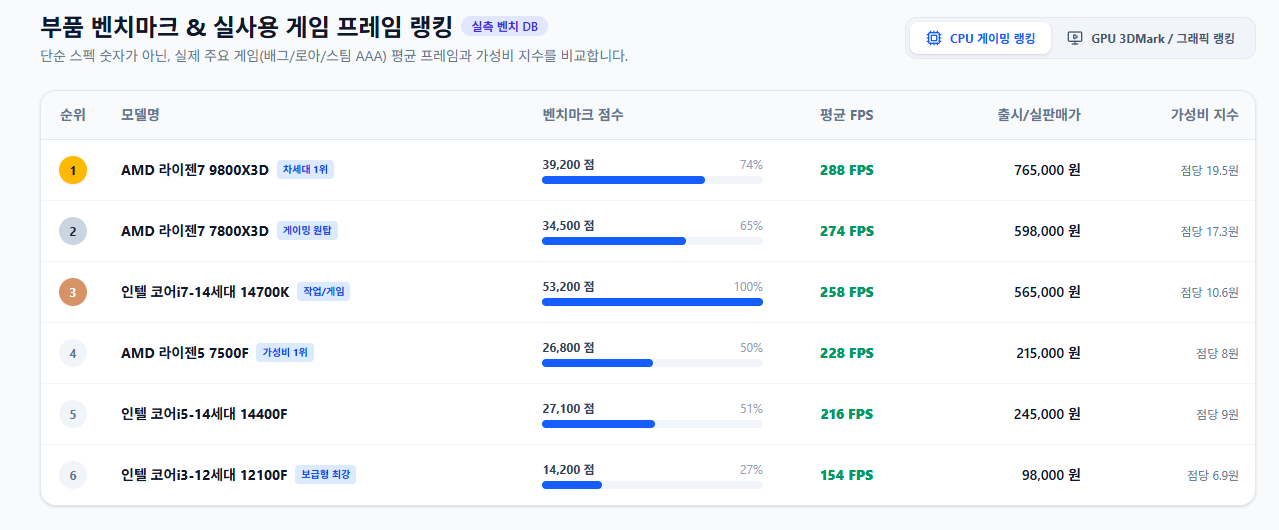 부품 벤치마크 & 실사용 게임 프레임 랭킹 실측 벤치 DB
단순 스펙 숫자가 아닌, 실제 주요 게임(배그/로아/스팀 AAA) 평균 프레임과 가성비 지수를 비교합니다.
CPU 게이밍 랭킹 GPU 3DMark / 그래픽 랭킹
순위 모델명 벤치마크 점수 평균 FPS 출시/실판매가 가성비 지수
1 AMD 라이젠7 9800X3D 차세대 1위 39,200 점 74% 288 FPS 765,000 원 점당 19.5원
2 AMD 라이젠7 7800X3D 게이밍 원탑 34,500 점 65% 274 FPS 598,000 원 점당 17.3원
3 인텔 코어i7-14세대 14700K 작업/게임 53,200 점 100% 258 FPS 565,000 원 점당 10.6원
4 AMD 라이젠5 7500F 가성비 1위 26,800 점 50% 228 FPS 215,000 원 점당 8원
5 인텔 코어i5-14세대 14400F 27,100 점 51% 216 FPS 245,000 원 점당 9원
6 인텔 코어i3-12세대 12100F 보급형 최강 14,200 점 27% 154 FPS 98,000 원 점당 6.9원